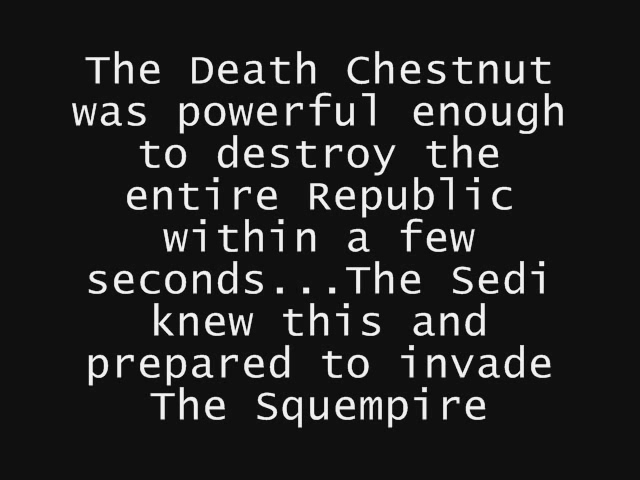 The Death Chestnut
was powerful enough
to destroy the
entire Republic
within a few
seconds...The Sedi
knew this and
prepared to invade
The Squempire